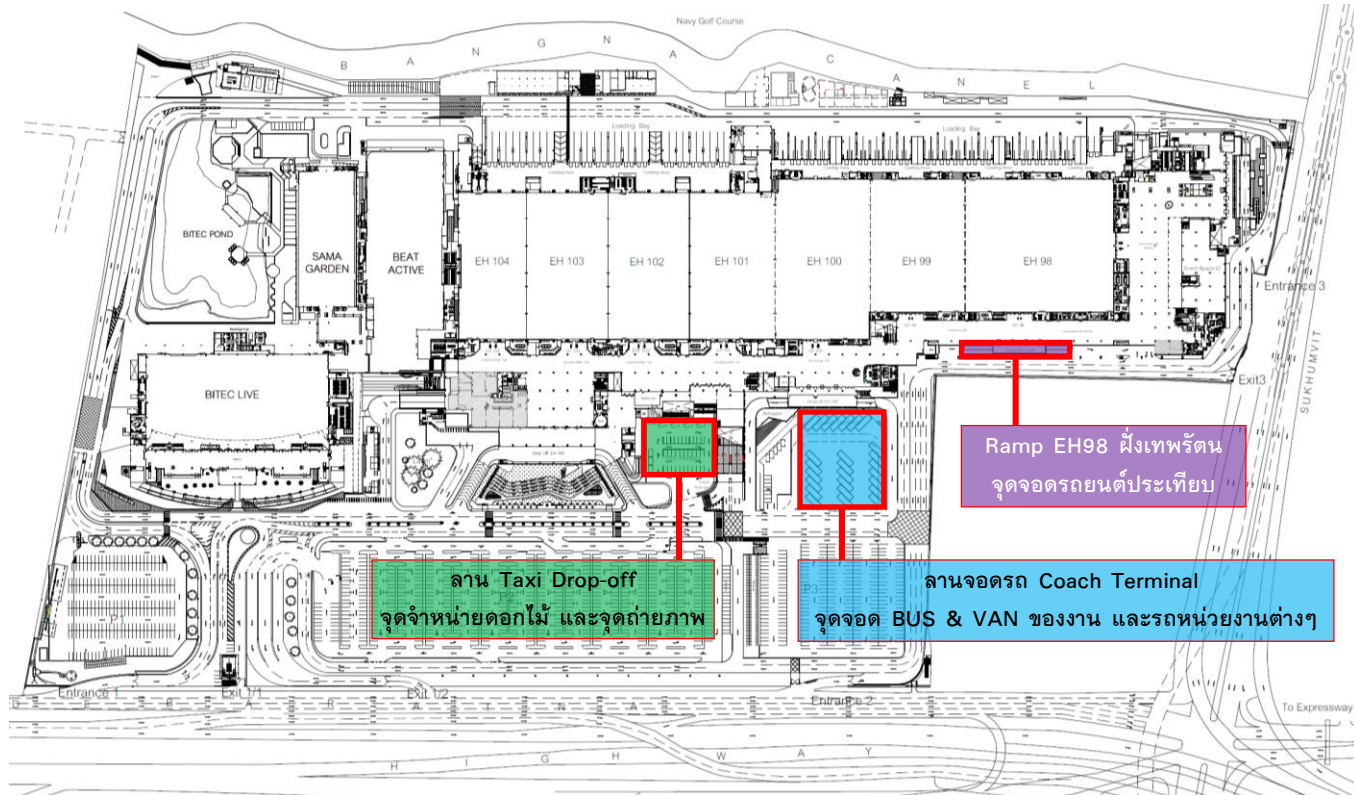 Navy Golf Course
B A N G N A C A N E L
Loading Bay
Loading Bay
Loading Area
Loading Area
BITEC POND
SAMA
GARDEN
BEAT
ACTIVE
EH 104
EH 103
EH 102
EH 101
EH 100
EH 99
EH 98
Entrance 3
BITEC LIVE
Exit3
SUKHUMVIT
Ramp EH98 ฝั่งเทพรัตน
จุดจอดรถยนต์ประเทียบ
ลาน Taxi Drop-off
จุดจำหน่ายดอกไม้ และจุดถ่ายภาพ
ลานจอดรถ Coach Terminal
จุดจอด BUS & VAN ของงาน และรถหน่วยงานต่างๆ
P1
P3
Entrance 1
Exit 1/1
Exit 1/2
Entrance 2
To Expressway
H I G H W A Y